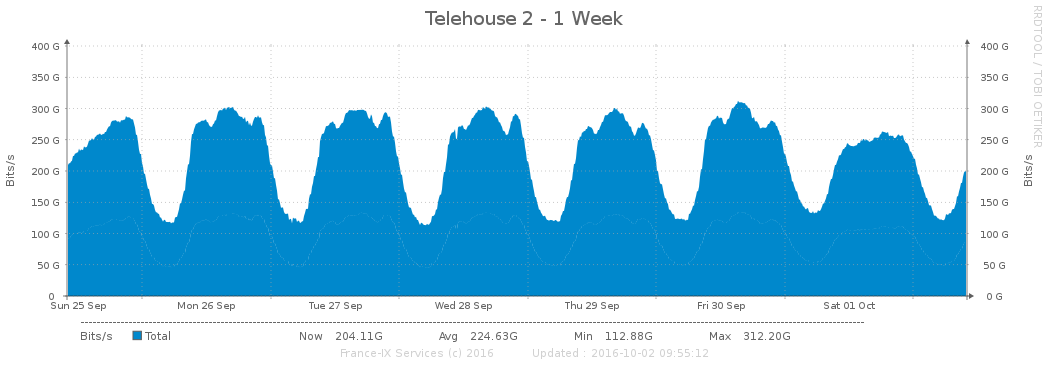 Telehouse 2 - 1 Week
RRDTOOL / TOBI OETIKER
400 G 400 G
350 G 350 G
300 G 300 G
250 G 250 G
200 G 200 G
150 G 150 G
100 G 100 G
50 G 50 G
0 0 G
Bits/s
Bits/s
Sun 25 Sep Mon 26 Sep Tue 27 Sep Wed 28 Sep Thu 29 Sep Fri 30 Sep Sat 01 Oct
Bits/s Total Now 204.11G Avg 224.63G Min 112.88G Max 312.20G
France-IX Services (c) 2016 Updated : 2016-10-02 09:55:12